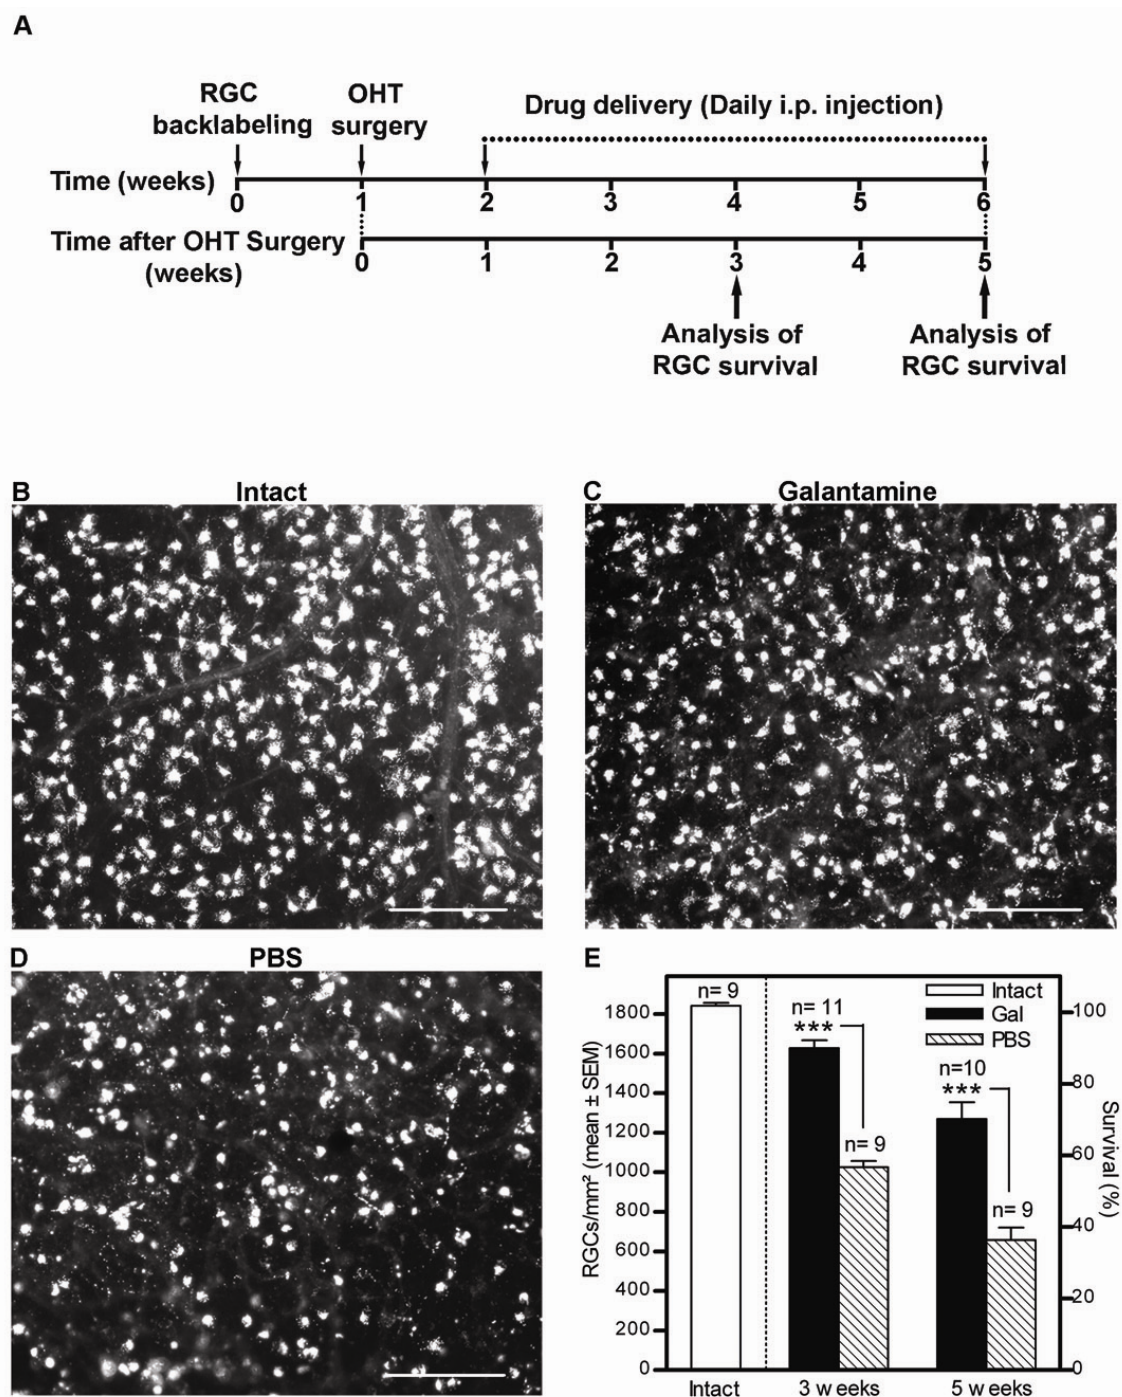 A
RGC
backlabeling
OHT
surgery
Drug delivery (Daily i.p. injection)
Time (weeks)
0 1 2 3 4 5 6
Time after OHT Surgery
(weeks)
0 1 2 3 4 5
Analysis of
RGC survival
Analysis of
RGC survival
B
Intact
C
Galantamine
D
PBS
E
RGCs/mm² (mean ± SEM)
1800
1600
1400
1200
1000
800
600
400
200
0
n= 9
n= 11
***
n= 9
n=10
***
n= 9
Intact
Gal
PBS
100
80
60
40
20
0
Survival (%)
Intact
3 weeks
5 weeks